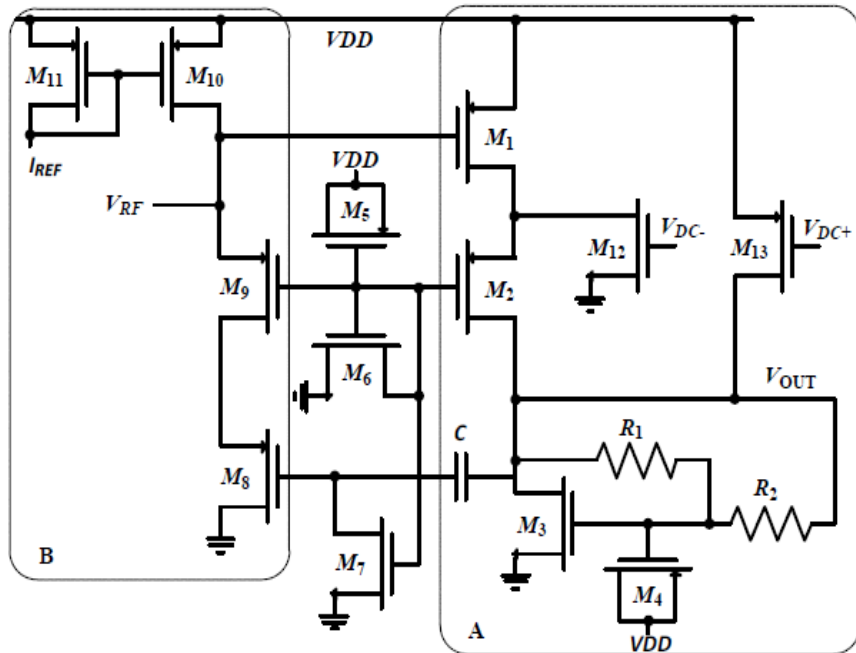 VDD
M11
M10
IREF
VRF
M1
VDD
M5
M12
VDC-
M13
VDC+
M9
M2
M6
VOUT
C
R1
R2
M8
M3
M7
M4
B
A
VDD